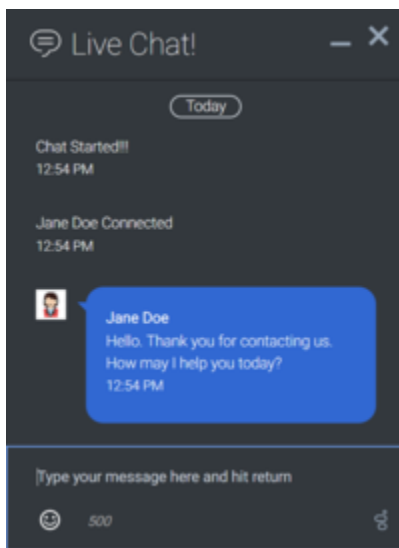 Live Chat!
Today
Chat Started!!!
12:54 PM
Jane Doe Connected
12:54 PM
Jane Doe
Hello. Thank you for contacting us.
How may I help you today?
12:54 PM
Type your message here and hit return
500